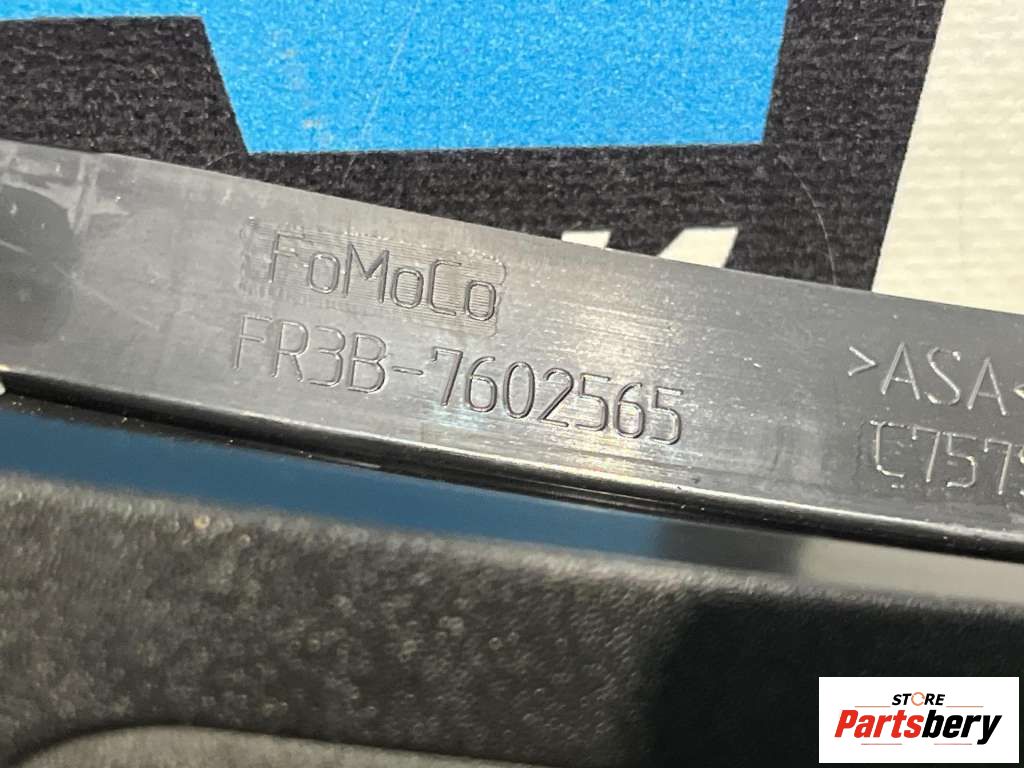 FoMoCo
FR3B-7602565
>ASA<
STORE
Partsbery